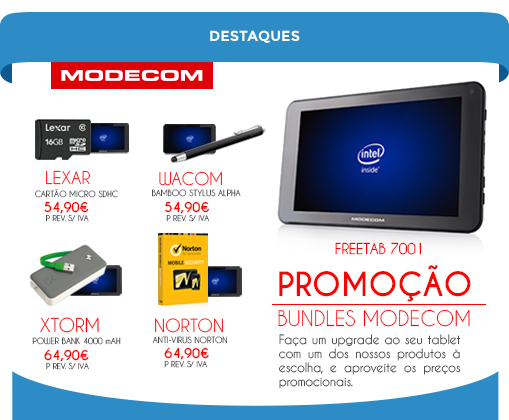 DESTAQUES
MODECOM
Lexar
16GB
micro
SD
HC
LEXAR
CARTÃO MICRO SDHC
54,90€
P REV. S/ IVA
WACOM
BAMBOO STYLUS ALPHA
54,90€
P REV. S/ IVA
XTORM
POWER BANK 4000 mAH
64,90€
P REV. S/ IVA
Norton
MOBILE SECURITY
NORTON
ANTI-VIRUS NORTON
64,90€
P REV. S/ IVA
intel
inside
MODECOM
FREETAB 7001
PROMOÇÃO
BUNDLES MODECOM
Faça um upgrade ao seu tablet
com um dos nossos produtos à
escolha, e aproveite os preços
promocionais.